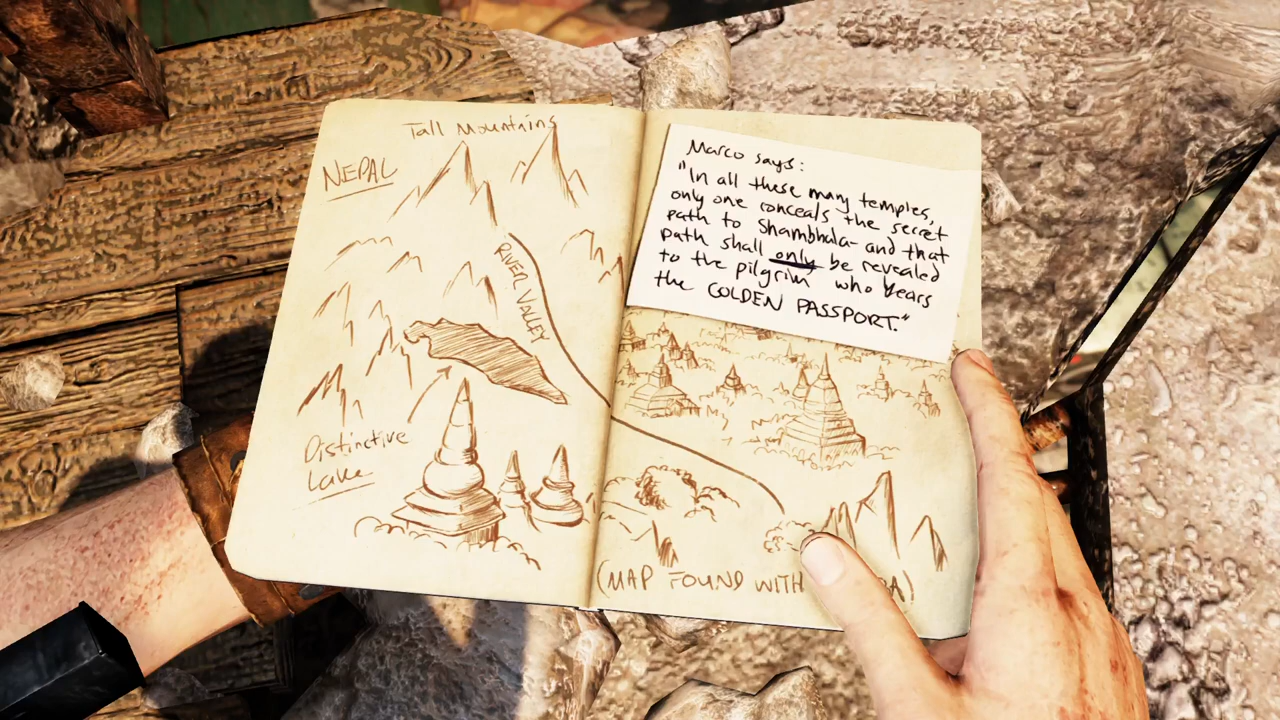 Tall Mountains
NEPAL
RIVER VALLEY
Distinctive
Lake
Marco says:
"In all these many temples,
only one conceals the secret
path to Shambhala- and that
path shall only be revealed
to the pilgrim who bears
the GOLDEN PASSPORT."
(MAP FOUND WITH